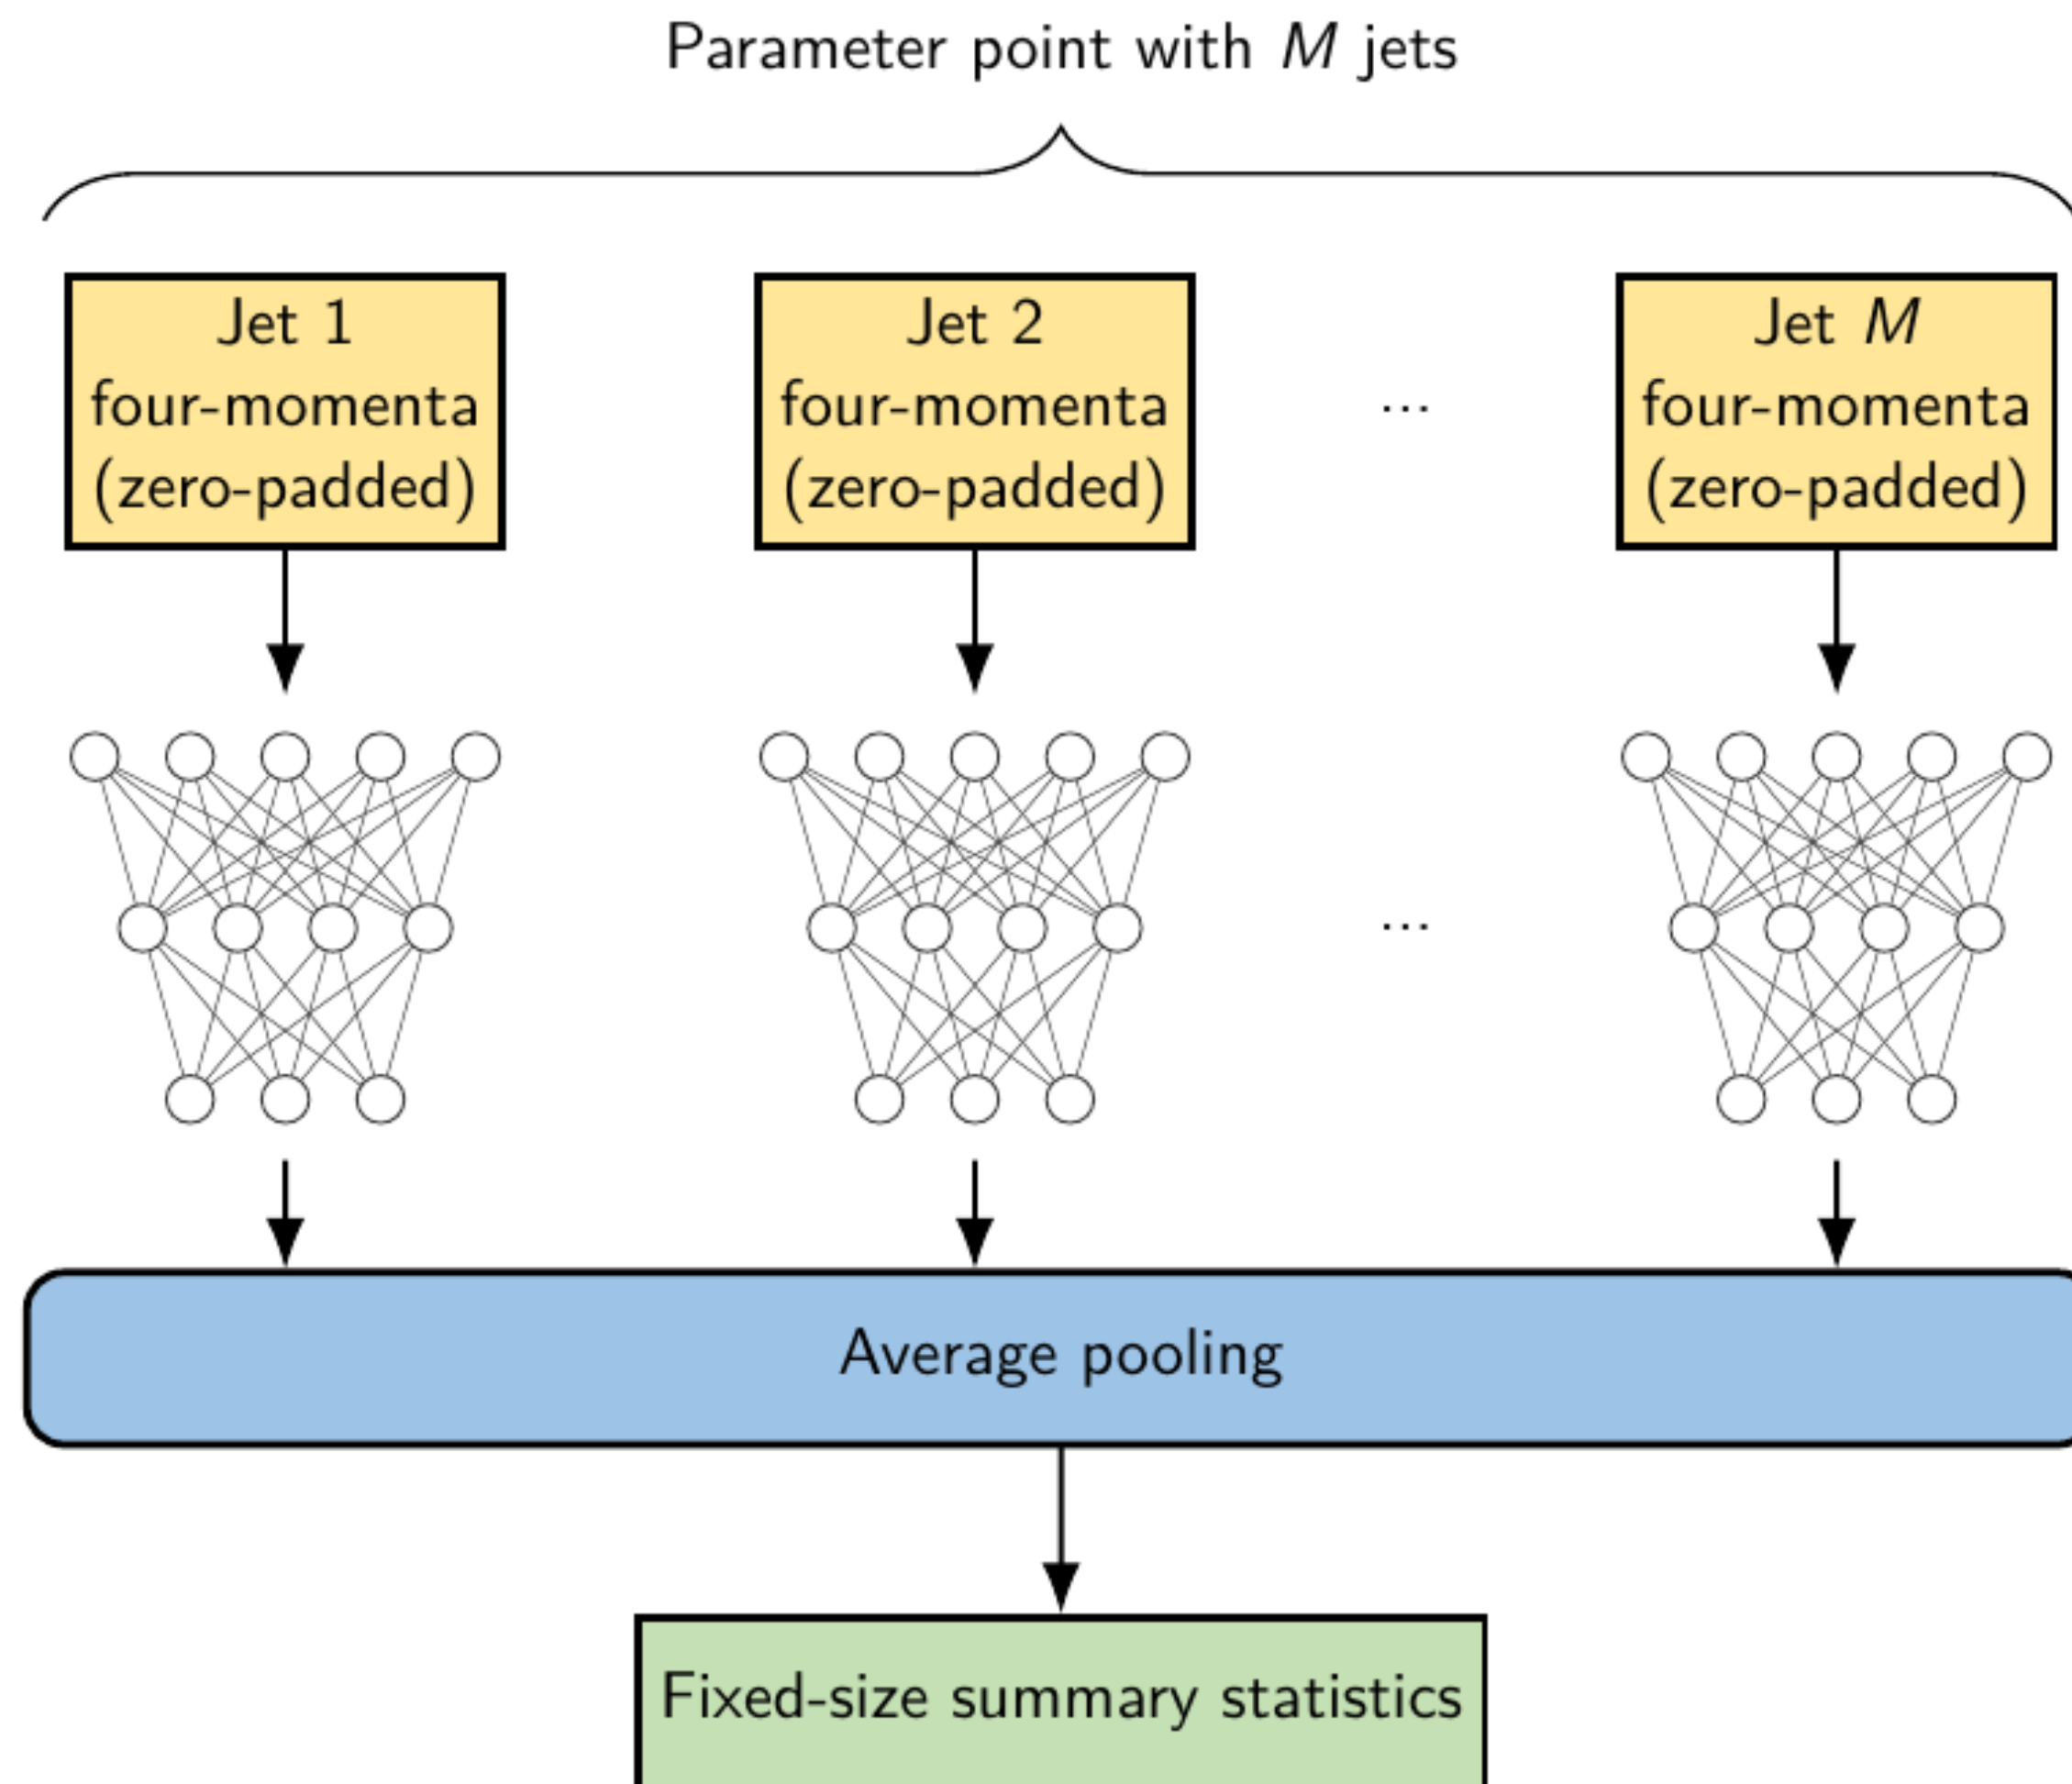 Parameter point with M jets
Jet 1
four-momenta
(zero-padded)
Jet 2
four-momenta
(zero-padded)
...
Jet M
four-momenta
(zero-padded)
...
Average pooling
Fixed-size summary statistics